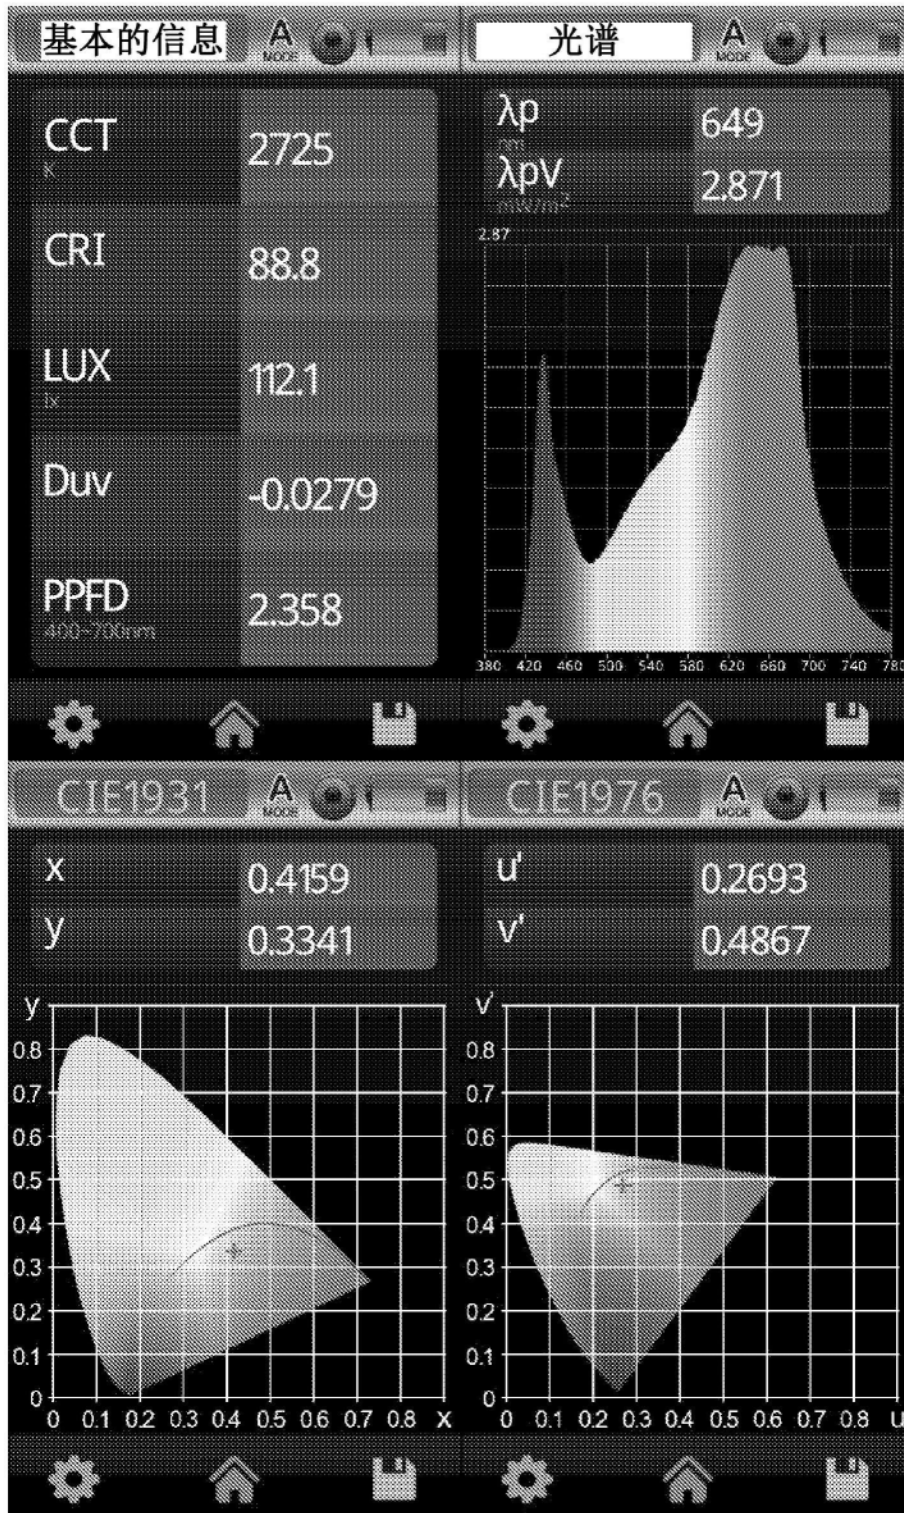 基本的信息
A
MODE
CCT
K
2725
CRI
88.8
LUX
lx
112.1
Duv
-0.0279
PPFD
400~700nm
2.358
光谱
A
MODE
λp
nm
649
λpV
mW/m²
2.871
2.87
380 420 460 500 540 580 620 660 700 740 780
CIE1931
A
MODE
x
0.4159
y
0.3341
y
0.8
0.7
0.6
0.5
0.4
0.3
0.2
0.1
0
0 0.1 0.2 0.3 0.4 0.5 0.6 0.7 0.8 x
CIE1976
A
MODE
u'
0.2693
v'
0.4867
v'
0.8
0.7
0.6
0.5
0.4
0.3
0.2
0.1
0
0 0.1 0.2 0.3 0.4 0.5 0.6 0.7 0.8 u